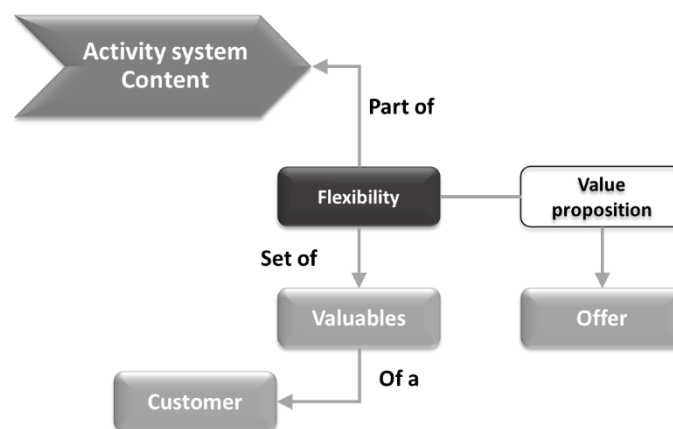 Activity system
Content
Part of
Flexibility
Value
proposition
Set of
Valuables
Offer
Of a
Customer